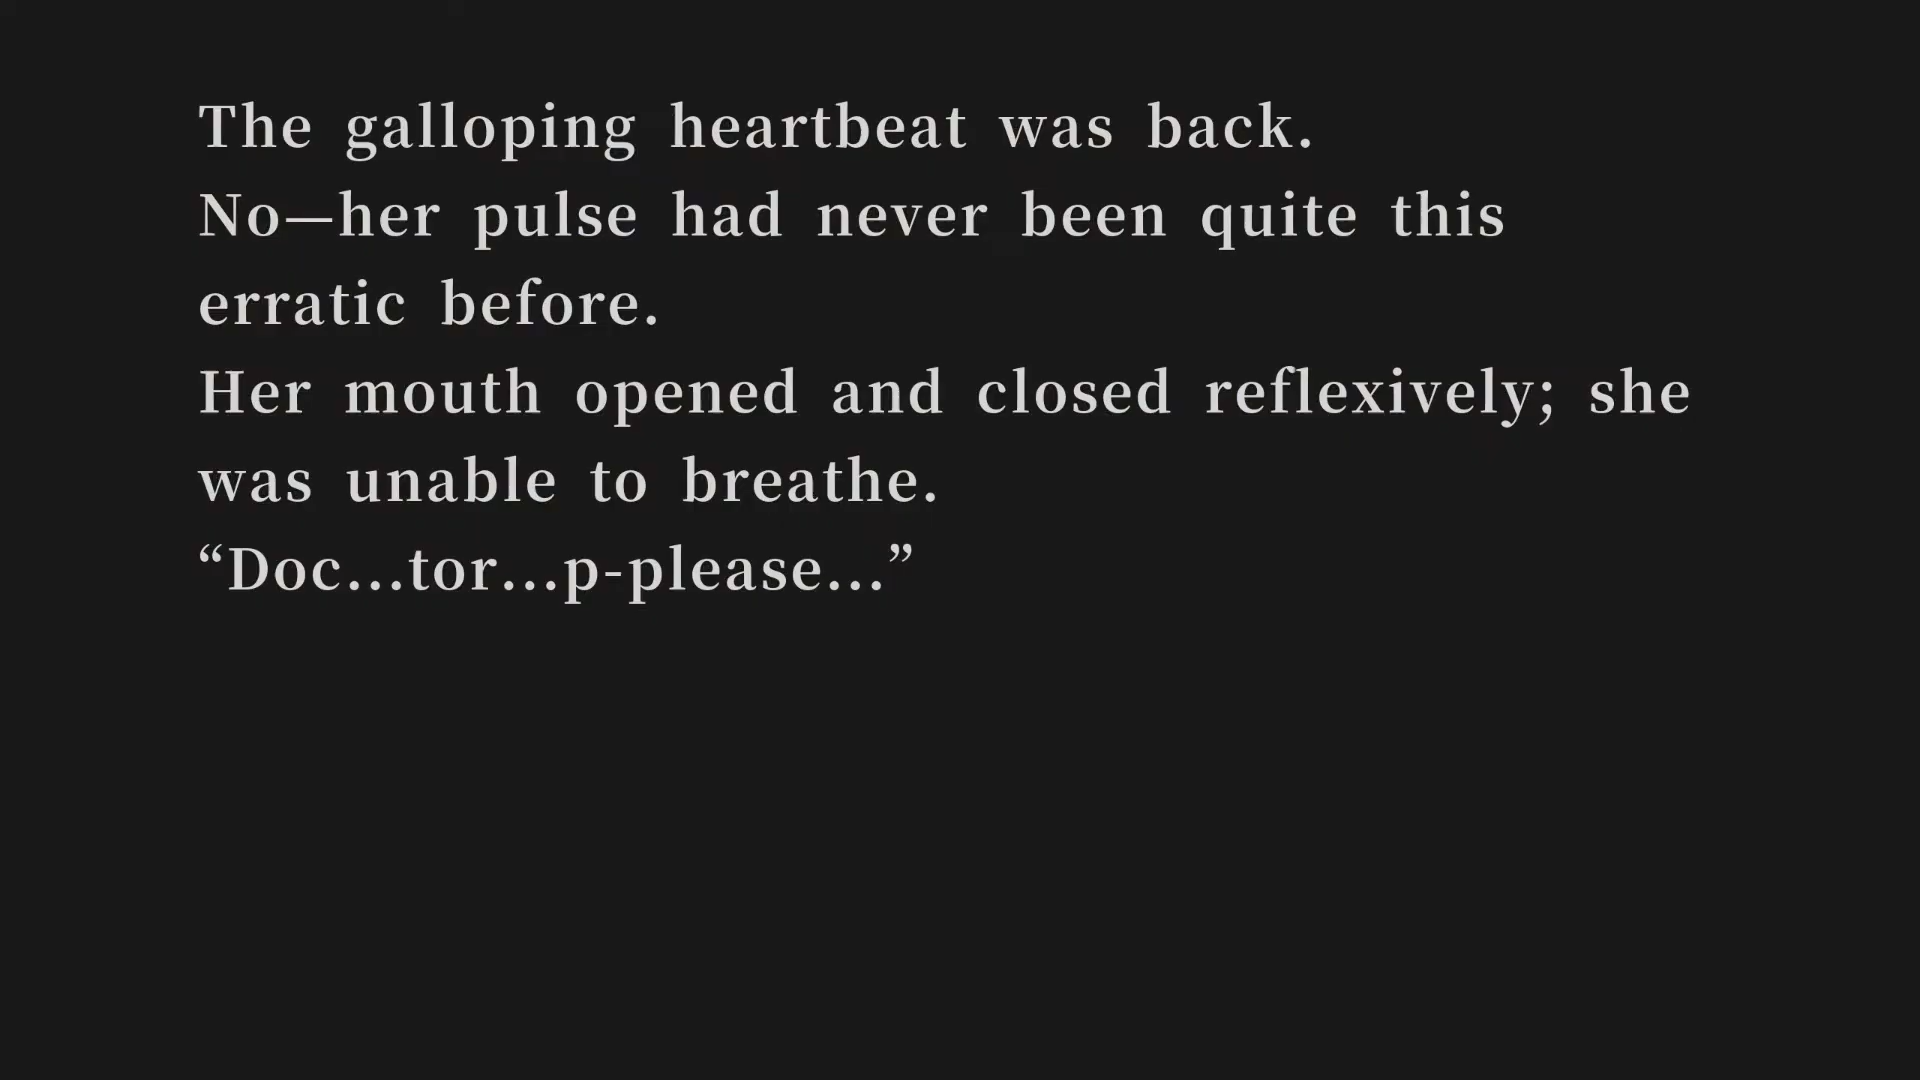 The galloping heartbeat was back.
No—her pulse had never been quite this
erratic before.
Her mouth opened and closed reflexively; she
was unable to breathe.
“Doc...tor...p-please...”